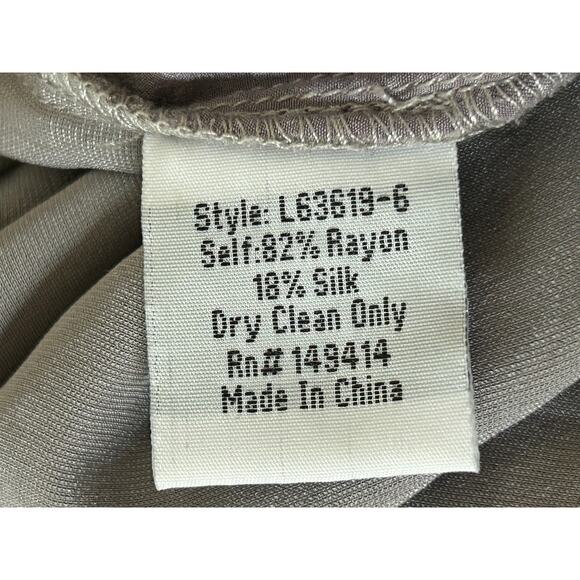 Style: L63619-6
Self:82% Rayon
18% Silk
Dry Clean Only
Rn# 149414
Made In China